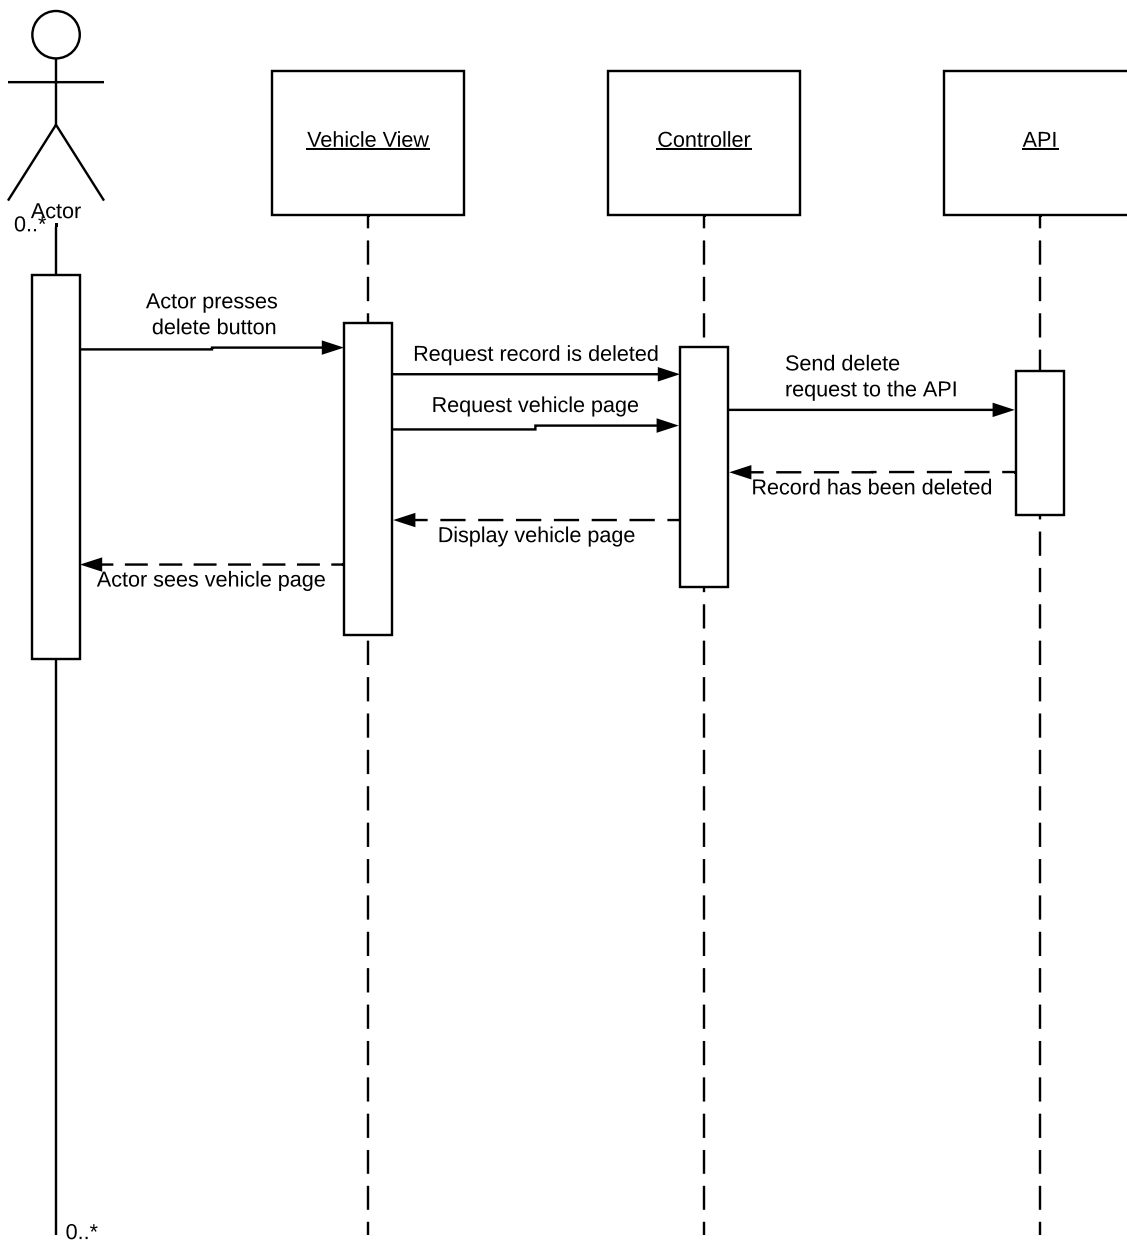 Vehicle View
Controller
API
Actor
0..*
Actor presses
delete button
Request record is deleted
Send delete
request to the API
Request vehicle page
Record has been deleted
Display vehicle page
Actor sees vehicle page
0..*